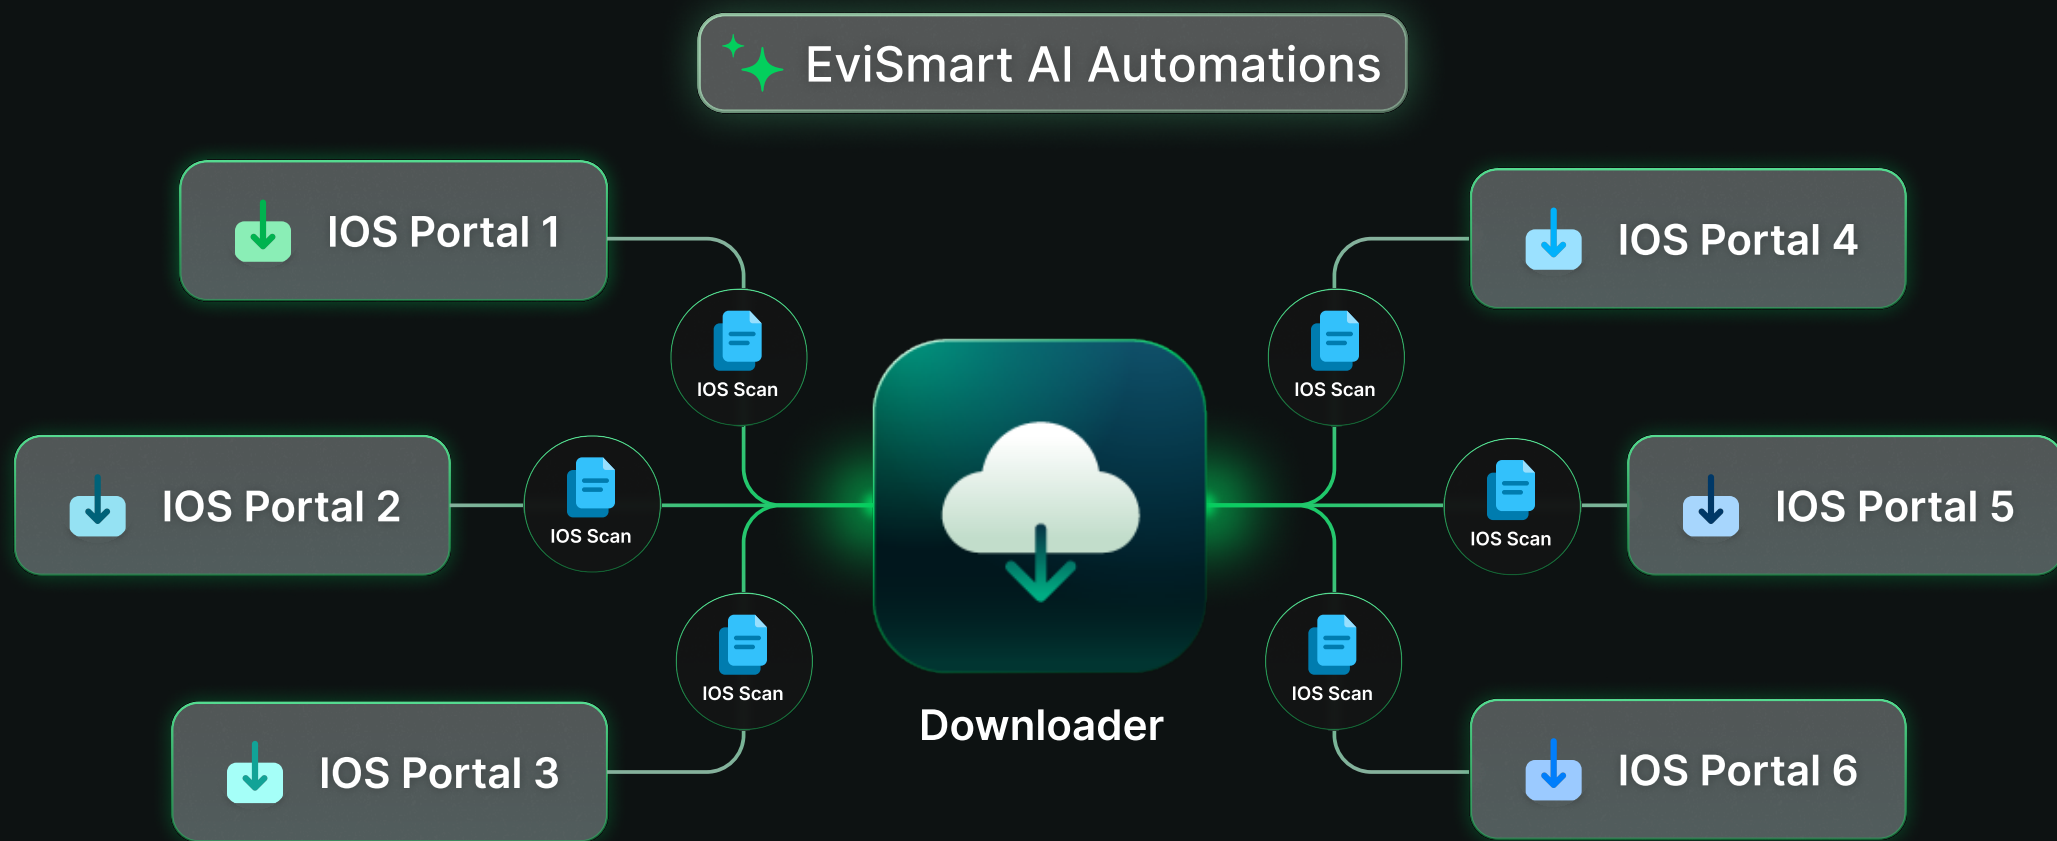 EviSmart AI Automations
IOS Portal 1
IOS Portal 4
IOS Scan
IOS Scan
IOS Portal 2
IOS Scan
IOS Scan
IOS Portal 5
IOS Scan
IOS Scan
Downloader
IOS Portal 3
IOS Portal 6